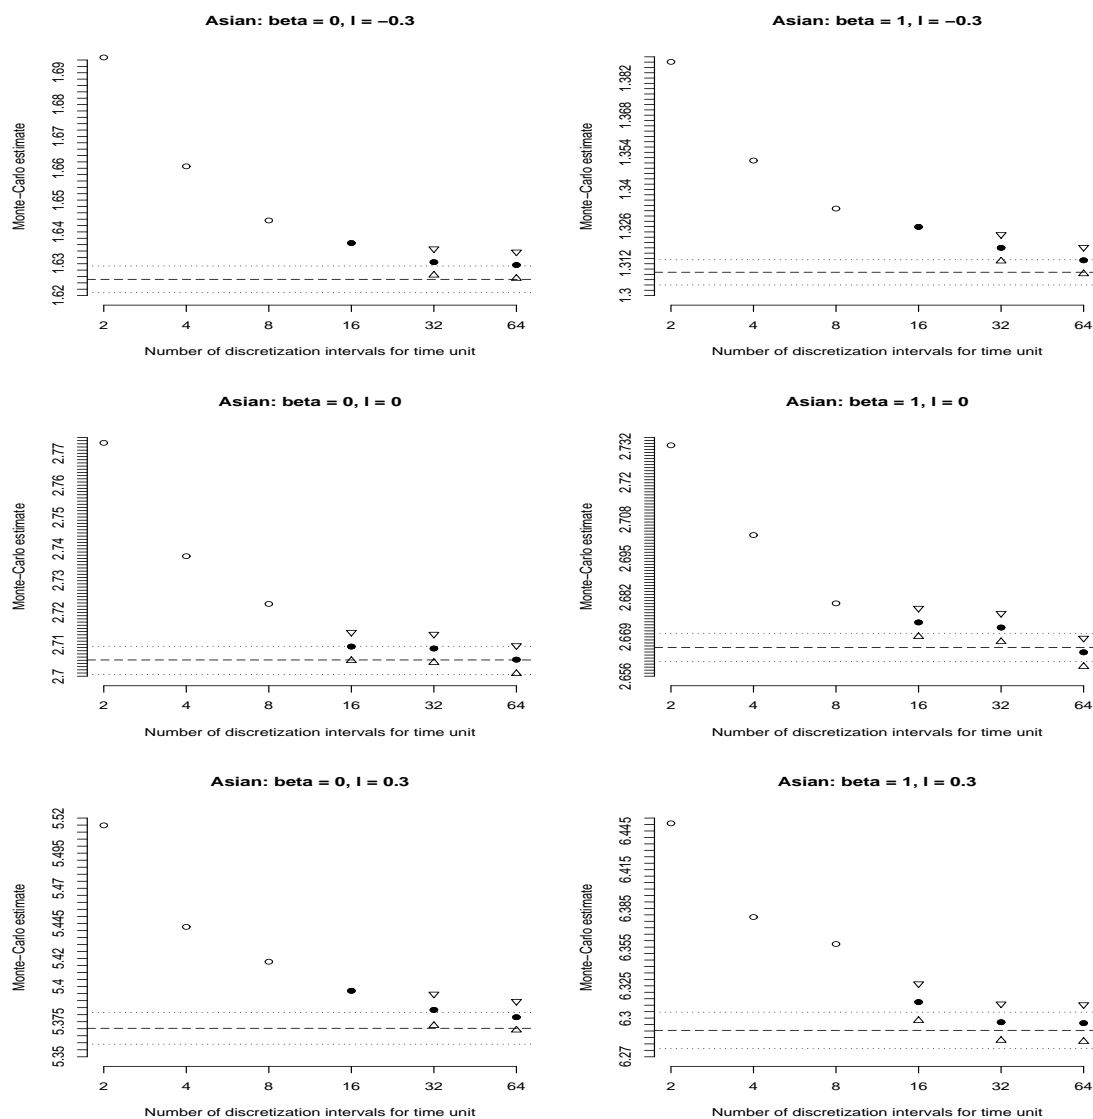 Asian: beta = 0, l = −0.3
Monte−Carlo estimate
1.62 1.63 1.64 1.65 1.66 1.67 1.68 1.69
2 4 8 16 32 64
Number of discretization intervals for time unit
Asian: beta = 1, l = −0.3
Monte−Carlo estimate
1.3 1.312 1.326 1.34 1.354 1.368 1.382
2 4 8 16 32 64
Number of discretization intervals for time unit
Asian: beta = 0, l = 0
Monte−Carlo estimate
2.7 2.71 2.72 2.73 2.74 2.75 2.76 2.77
2 4 8 16 32 64
Number of discretization intervals for time unit
Asian: beta = 1, l = 0
Monte−Carlo estimate
2.656 2.669 2.682 2.695 2.708 2.72 2.732
2 4 8 16 32 64
Number of discretization intervals for time unit
Asian: beta = 0, l = 0.3
Monte−Carlo estimate
5.35 5.375 5.4 5.42 5.445 5.47 5.495 5.52
2 4 8 16 32 64
Number of discretization intervals for time unit
Asian: beta = 1, l = 0.3
Monte−Carlo estimate
6.27 6.3 6.325 6.355 6.385 6.415 6.445
2 4 8 16 32 64
Number of discretization intervals for time unit